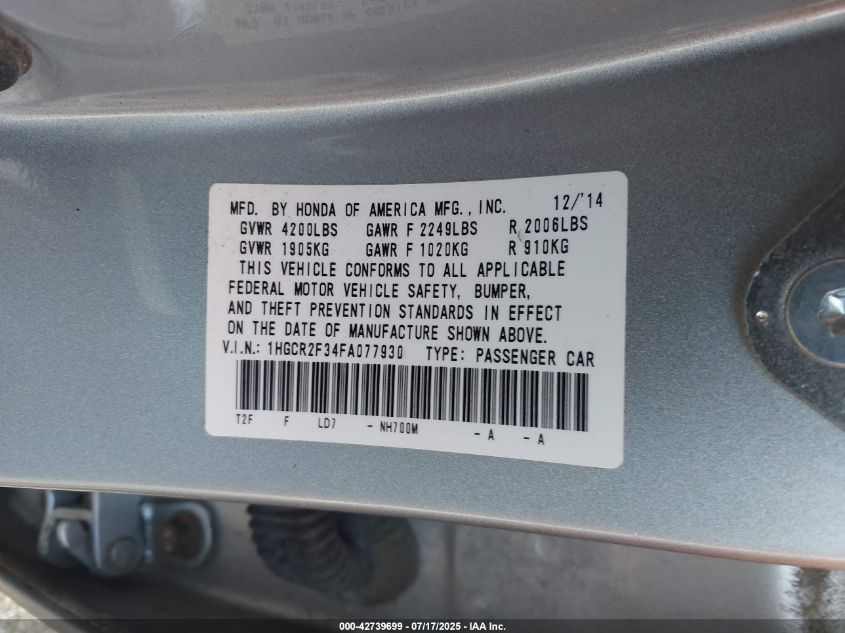 MFD. BY HONDA OF AMERICA MFG., INC. 12/'14
GVWR 4200LBS GAWR F 2249LBS R 2006LBS
GVWR 1905KG GAWR F 1020KG R 910KG
THIS VEHICLE CONFORMS TO ALL APPLICABLE
FEDERAL MOTOR VEHICLE SAFETY, BUMPER,
AND THEFT PREVENTION STANDARDS IN EFFECT
ON THE DATE OF MANUFACTURE SHOWN ABOVE.
V.I.N.: 1HGCR2F34FA077930 TYPE: PASSENGER CAR
T2F F LD7 - NH700M - A - A
000-42739699 - 07/17/2025 - IAA Inc.